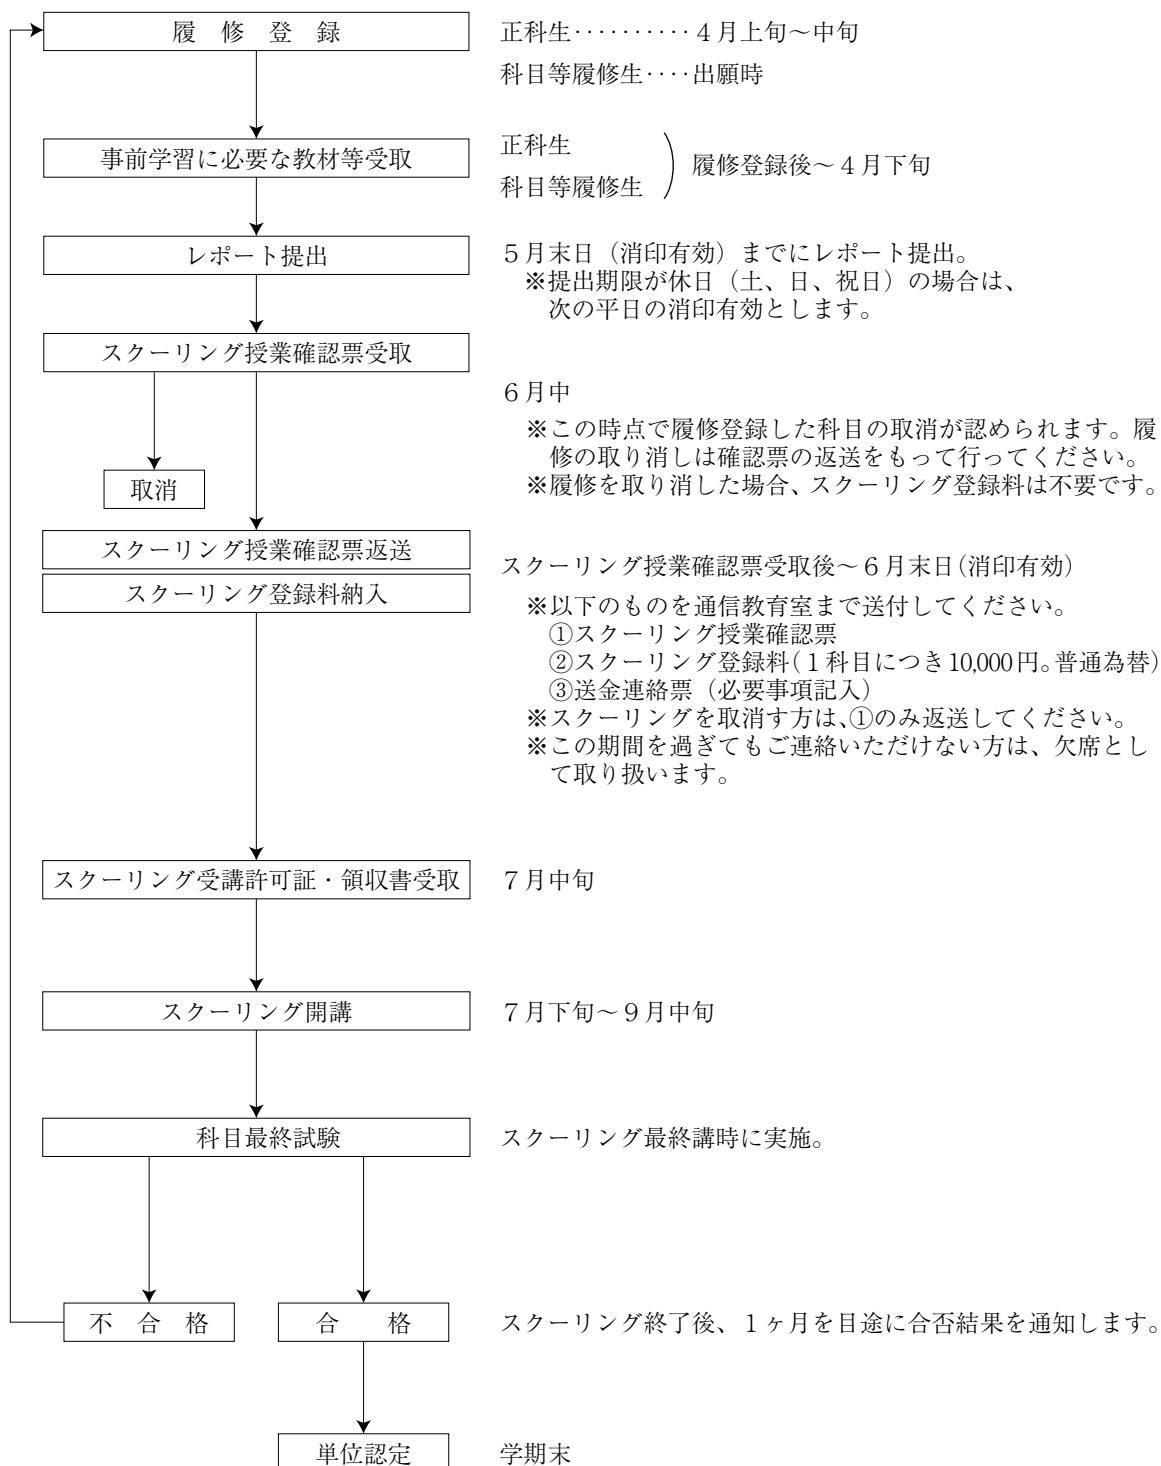 履 修 登 録
正科生‥‥‥‥‥４月上旬～中旬
科目等履修生‥‥出願時
事前学習に必要な教材等受取
正科生
科目等履修生
履修登録後～４月下旬
レポート提出
５月末日（消印有効）までにレポート提出。
※提出期限が休日（土、日、祝日）の場合は、
次の平日の消印有効とします。
スクーリング授業確認票受取
６月中
※この時点で履修登録した科目の取消が認められます。履
修の取り消しは確認票の返送をもって行ってください。
※履修を取り消した場合、スクーリング登録料は不要です。
取消
スクーリング授業確認票返送
スクーリング登録料納入
スクーリング授業確認票受取後～６月末日（消印有効）
※以下のものを通信教育室まで送付してください。
①スクーリング授業確認票
②スクーリング登録料（１科目につき10,000円。普通為替）
③送金連絡票（必要事項記入）
※スクーリングを取消す方は、①のみ返送してください。
※この期間を過ぎてもご連絡いただけない方は、欠席とし
て取り扱います。
スクーリング受講許可証・領収書受取
７月中旬
スクーリング開講
７月下旬～９月中旬
科目最終試験
スクーリング最終講時に実施。
不 合 格
合 格
スクーリング終了後、１ヶ月を目途に合否結果を通知します。
単位認定
学期末